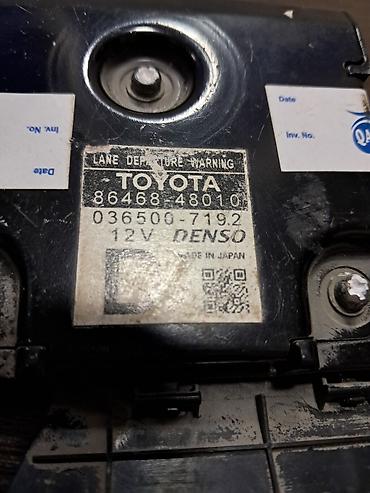 Date
Inv. No.
QA
Inv. No.
Date
LANE DEPARTURE WARNING
TOYOTA
86468-48010
036500-7192
12V DENSO
MADE IN JAPAN